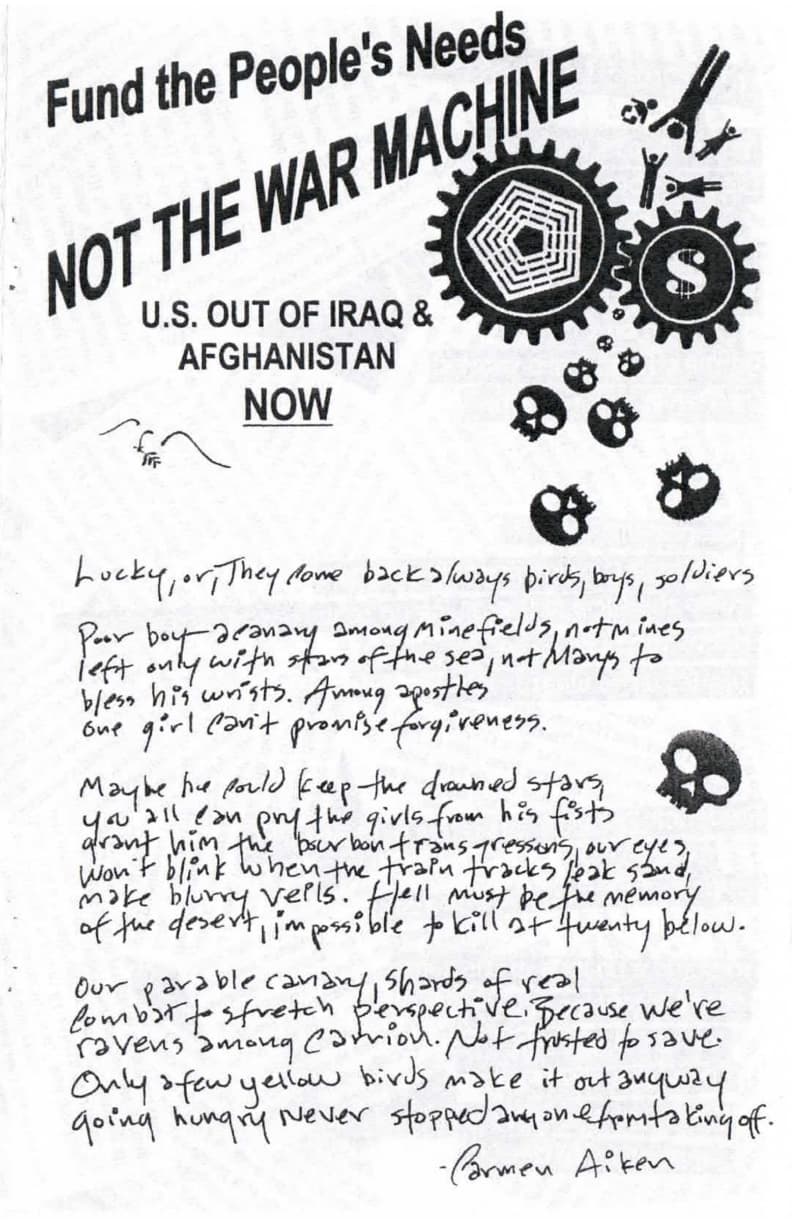 Fund the People's Needs
NOT THE WAR MACHINE
U.S. OUT OF IRAQ &
AFGHANISTAN
NOW
$
Lucky, or, They come back always birds, boys, soldiers
Poor boy—a canary among minefields, not mines
left only with stars of the sea, not Marys to
bless his wrists. Among apostles
one girl can't promise forgiveness.
Maybe he could keep the drowned stars,
you'all can pry the girls from his fists
grant him the bourbon transgressions, our eyes
won't blink when the train tracks leak sand,
make blurry veils. Hell must be the memory
of the desert, impossible to kill at twenty below.
Our parable canary, shards of real
combat to stretch perspective. Because we're
ravens among carrion. Not trusted to save.
Only a few yellow birds make it out anyway
going hungry never stopped anyone from taking off.
-Carmen Aiken